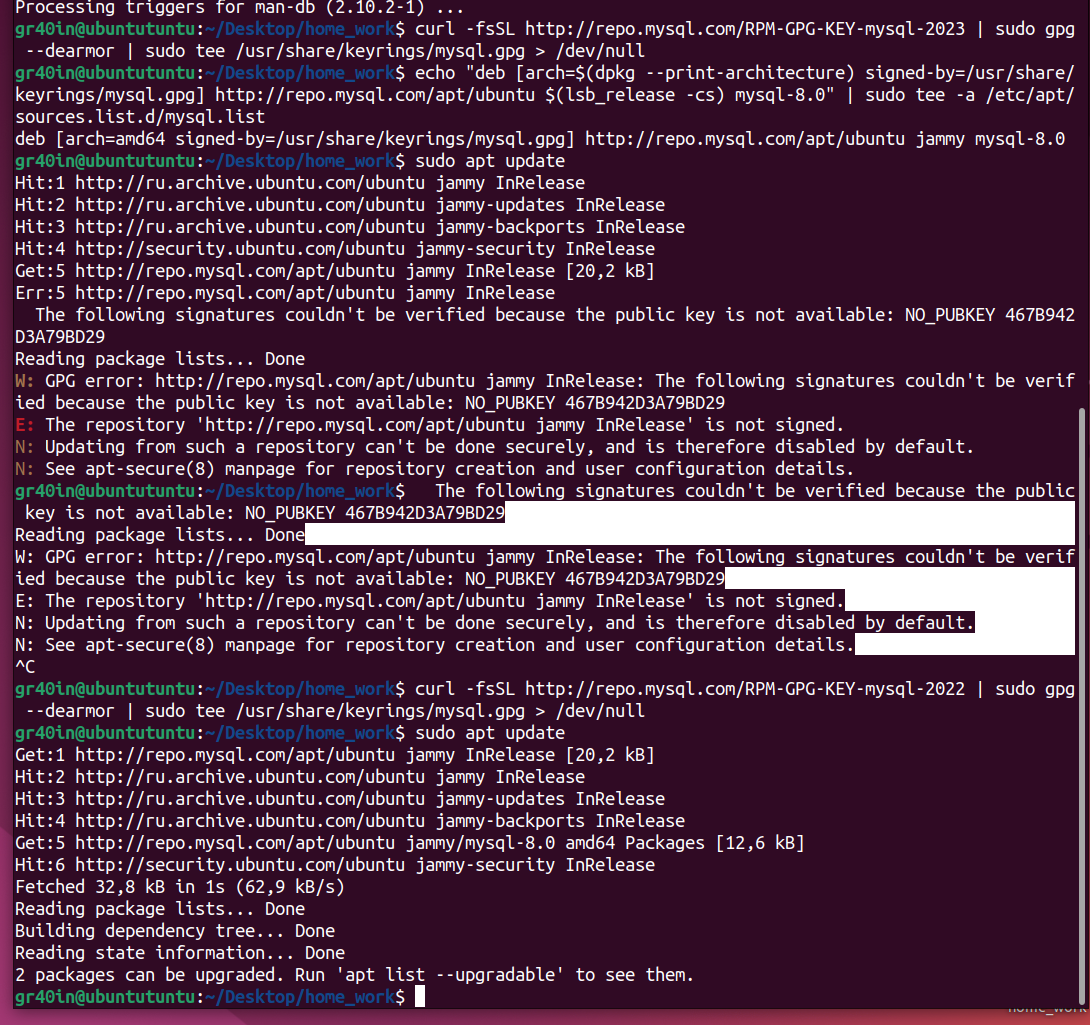 Processing triggers for man-db (2.10.2-1) ...
gr40in@ubuntutuntu:~/Desktop/home_work$ curl -fsSL http://repo.mysql.com/RPM-GPG-KEY-mysql-2023 | sudo gpg
 --dearmor | sudo tee /usr/share/keyrings/mysql.gpg > /dev/null
gr40in@ubuntutuntu:~/Desktop/home_work$ echo "deb [arch=$(dpkg --print-architecture) signed-by=/usr/share/
keyrings/mysql.gpg] http://repo.mysql.com/apt/ubuntu $(lsb_release -cs) mysql-8.0" | sudo tee -a /etc/apt/
sources.list.d/mysql.list
deb [arch=amd64 signed-by=/usr/share/keyrings/mysql.gpg] http://repo.mysql.com/apt/ubuntu jammy mysql-8.0
gr40in@ubuntutuntu:~/Desktop/home_work$ sudo apt update
Hit:1 http://ru.archive.ubuntu.com/ubuntu jammy InRelease
Hit:2 http://ru.archive.ubuntu.com/ubuntu jammy-updates InRelease
Hit:3 http://ru.archive.ubuntu.com/ubuntu jammy-backports InRelease
Hit:4 http://security.ubuntu.com/ubuntu jammy-security InRelease
Get:5 http://repo.mysql.com/apt/ubuntu jammy InRelease [20,2 kB]
Err:5 http://repo.mysql.com/apt/ubuntu jammy InRelease
  The following signatures couldn't be verified because the public key is not available: NO_PUBKEY 467B942
D3A79BD29
Reading package lists... Done
W: GPG error: http://repo.mysql.com/apt/ubuntu jammy InRelease: The following signatures couldn't be verif
ied because the public key is not available: NO_PUBKEY 467B942D3A79BD29
E: The repository 'http://repo.mysql.com/apt/ubuntu jammy InRelease' is not signed.
N: Updating from such a repository can't be done securely, and is therefore disabled by default.
N: See apt-secure(8) manpage for repository creation and user configuration details.
gr40in@ubuntutuntu:~/Desktop/home_work$   The following signatures couldn't be verified because the public
 key is not available: NO_PUBKEY 467B942D3A79BD29
Reading package lists... Done
W: GPG error: http://repo.mysql.com/apt/ubuntu jammy InRelease: The following signatures couldn't be verif
ied because the public key is not available: NO_PUBKEY 467B942D3A79BD29
E: The repository 'http://repo.mysql.com/apt/ubuntu jammy InRelease' is not signed.
N: Updating from such a repository can't be done securely, and is therefore disabled by default.
N: See apt-secure(8) manpage for repository creation and user configuration details.
^C
gr40in@ubuntutuntu:~/Desktop/home_work$ curl -fsSL http://repo.mysql.com/RPM-GPG-KEY-mysql-2022 | sudo gpg
 --dearmor | sudo tee /usr/share/keyrings/mysql.gpg > /dev/null
gr40in@ubuntutuntu:~/Desktop/home_work$ sudo apt update
Get:1 http://repo.mysql.com/apt/ubuntu jammy InRelease [20,2 kB]
Hit:2 http://ru.archive.ubuntu.com/ubuntu jammy InRelease
Hit:3 http://ru.archive.ubuntu.com/ubuntu jammy-updates InRelease
Hit:4 http://ru.archive.ubuntu.com/ubuntu jammy-backports InRelease
Get:5 http://repo.mysql.com/apt/ubuntu jammy/mysql-8.0 amd64 Packages [12,6 kB]
Hit:6 http://security.ubuntu.com/ubuntu jammy-security InRelease
Fetched 32,8 kB in 1s (62,9 kB/s)
Reading package lists... Done
Building dependency tree... Done
Reading state information... Done
2 packages can be upgraded. Run 'apt list --upgradable' to see them.
gr40in@ubuntutuntu:~/Desktop/home_work$
home_work